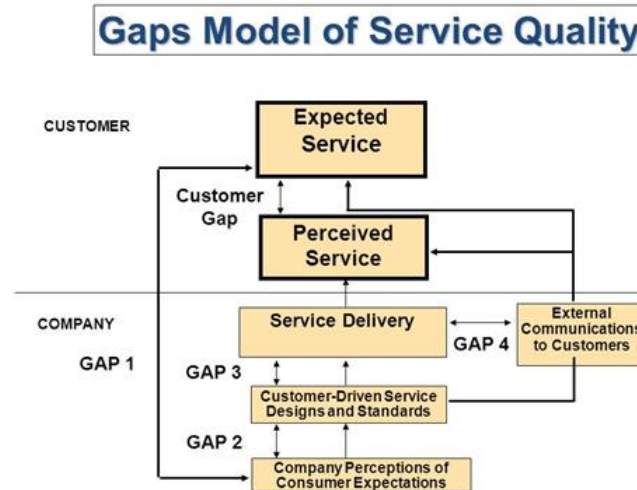 Gaps Model of Service Quality
CUSTOMER
Expected
Service
Customer
Gap
Perceived
Service
COMPANY
Service Delivery
External
Communications
to Customers
GAP 4
GAP 1
GAP 3
Customer-Driven Service
Designs and Standards
GAP 2
Company Perceptions of
Consumer Expectations